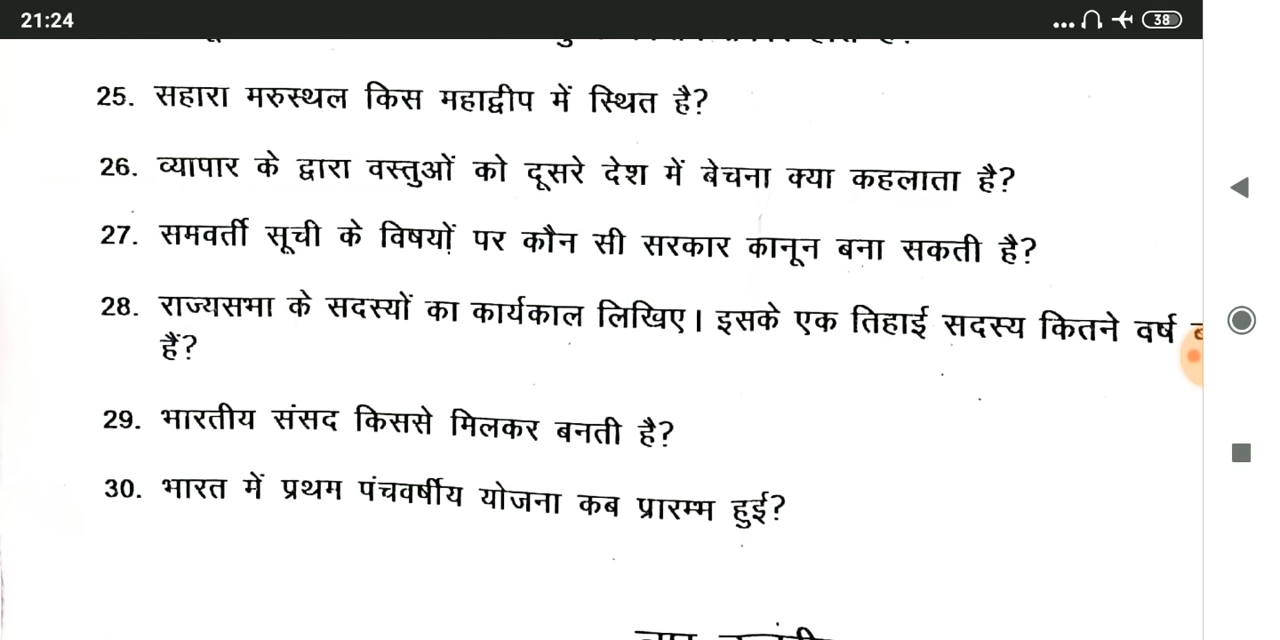 21:24
38
25. सहारा मरुस्थल किस महाद्वीप में स्थित है?
26. व्यापार के द्वारा वस्तुओं को दूसरे देश में बेचना क्या कहलाता है?
27. समवर्ती सूची के विषयों पर कौन सी सरकार कानून बना सकती है?
28. राज्यसभा के सदस्यों का कार्यकाल लिखिए। इसके एक तिहाई सदस्य कितने वर्ष
हैं?
29. भारतीय संसद किससे मिलकर बनती है?
30. भारत में प्रथम पंचवर्षीय योजना कब प्रारम्भ हुई?